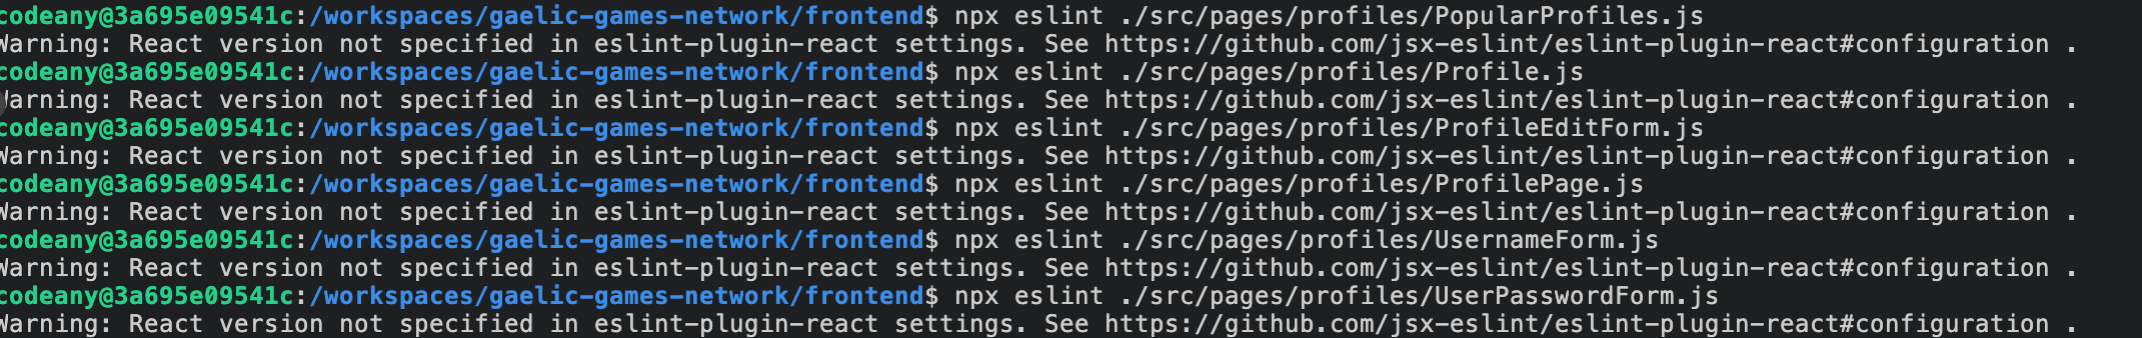 codeany@3a695e09541c:/workspaces/gaelic-games-network/frontend$ npx eslint ./src/pages/profiles/PopularProfiles.js
Warning: React version not specified in eslint-plugin-react settings. See https://github.com/jsx-eslint/eslint-plugin-react#configuration .
codeany@3a695e09541c:/workspaces/gaelic-games-network/frontend$ npx eslint ./src/pages/profiles/Profile.js
Warning: React version not specified in eslint-plugin-react settings. See https://github.com/jsx-eslint/eslint-plugin-react#configuration .
codeany@3a695e09541c:/workspaces/gaelic-games-network/frontend$ npx eslint ./src/pages/profiles/ProfileEditForm.js
Warning: React version not specified in eslint-plugin-react settings. See https://github.com/jsx-eslint/eslint-plugin-react#configuration .
codeany@3a695e09541c:/workspaces/gaelic-games-network/frontend$ npx eslint ./src/pages/profiles/ProfilePage.js
Warning: React version not specified in eslint-plugin-react settings. See https://github.com/jsx-eslint/eslint-plugin-react#configuration .
codeany@3a695e09541c:/workspaces/gaelic-games-network/frontend$ npx eslint ./src/pages/profiles/UsernameForm.js
Warning: React version not specified in eslint-plugin-react settings. See https://github.com/jsx-eslint/eslint-plugin-react#configuration .
codeany@3a695e09541c:/workspaces/gaelic-games-network/frontend$ npx eslint ./src/pages/profiles/UserPasswordForm.js
Warning: React version not specified in eslint-plugin-react settings. See https://github.com/jsx-eslint/eslint-plugin-react#configuration .